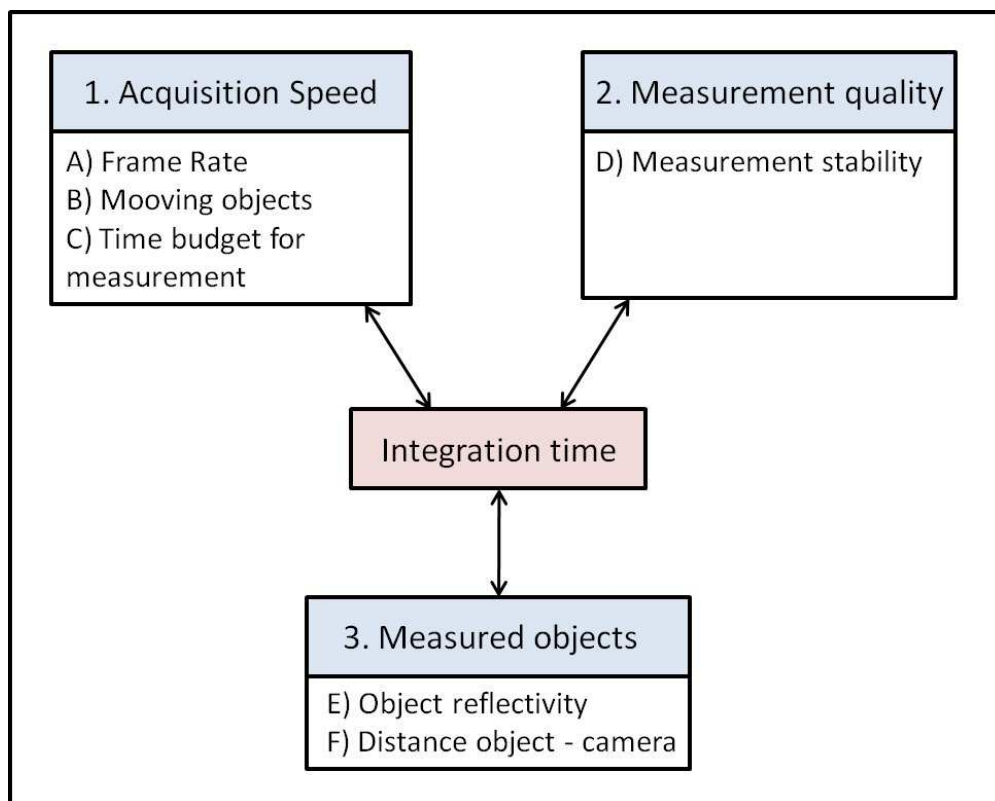 1. Acquisition Speed
A) Frame Rate
B) Mooving objects
C) Time budget for
measurement
2. Measurement quality
D) Measurement stability
Integration time
3. Measured objects
E) Object reflectivity
F) Distance object - camera